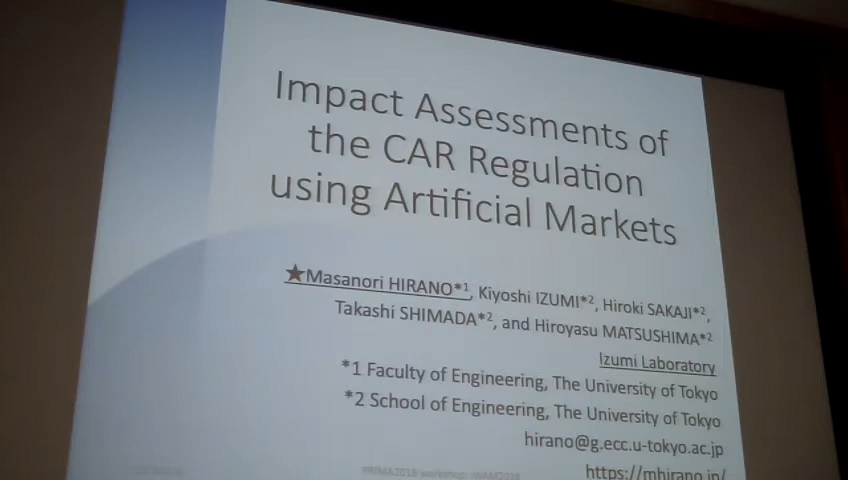 Impact Assessments of
the CAR Regulation
using Artificial Markets
★Masanori HIRANO*1, Kiyoshi IZUMI*2, Hiroki SAKAJI*2,
Takashi SHIMADA*2, and Hiroyasu MATSUSHIMA*2
Izumi Laboratory
*1 Faculty of Engineering, The University of Tokyo
*2 School of Engineering, The University of Tokyo
hirano@g.ecc.u-tokyo.ac.jp
https://mhirano.jp/
PRIMA2018 workshop